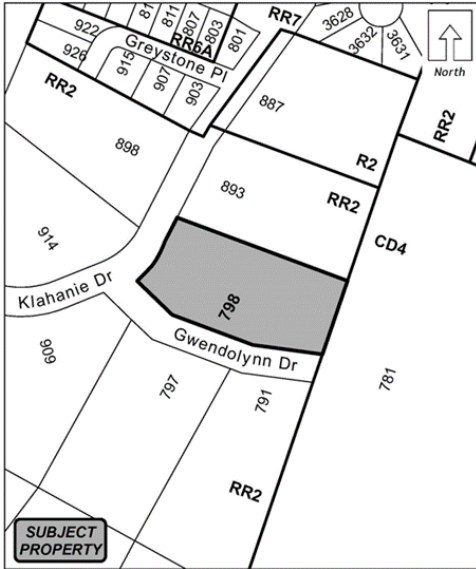 922
926
915
907
903
81
811
807
803
801
RR6A
Greystone Pl
RR7
3628
3632
3631
North
RR2
RR2
898
887
R2
893
RR2
CD4
914
Klahanie Dr
798
Gwendolynn Dr
909
797
791
781
RR2
SUBJECT
PROPERTY